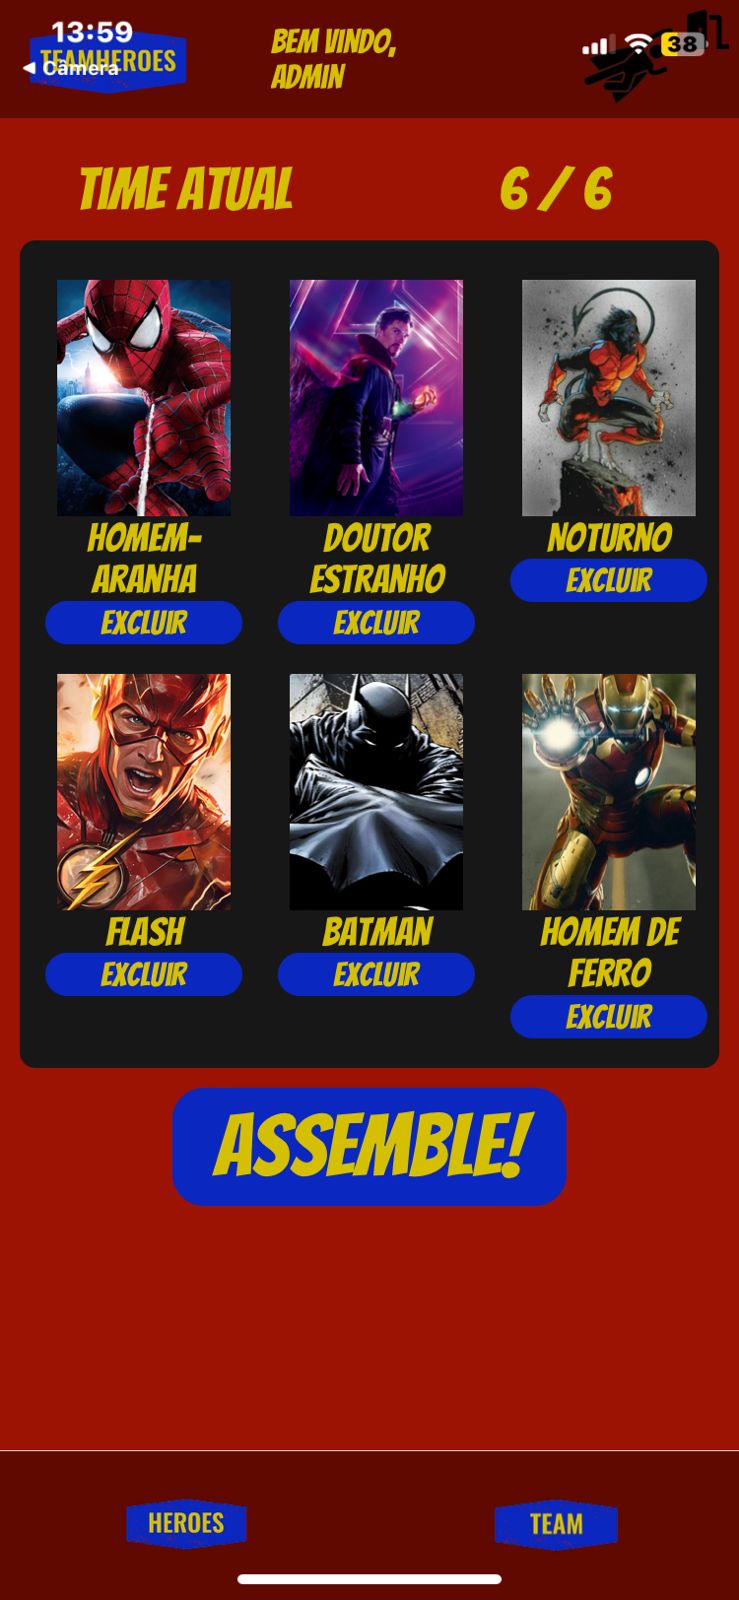 13:59
TEAMHEROES
◄ Câmera
BEM VINDO,
ADMIN
38
TIME ATUAL
6 / 6
HOMEM-
ARANHA
EXCLUIR
DOUTOR
ESTRANHO
EXCLUIR
NOTURNO
EXCLUIR
FLASH
EXCLUIR
BATMAN
EXCLUIR
HOMEM DE
FERRO
EXCLUIR
ASSEMBLE!
HEROES
TEAM